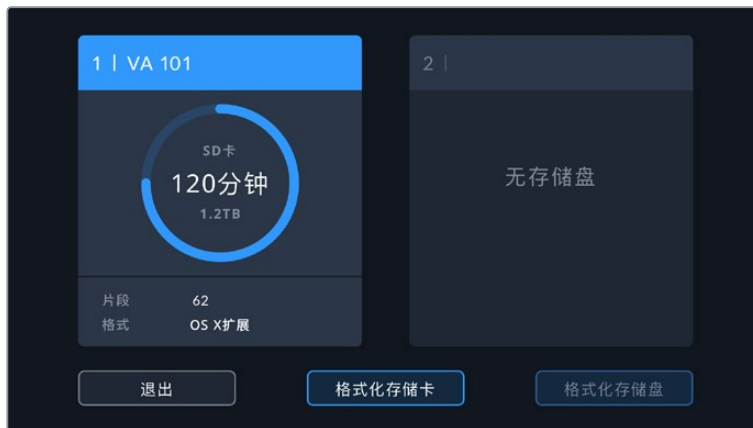 1 | VA 101
SD卡
120分钟
1.2TB
片段 62
格式 OS X扩展
2 |
无存储盘
退出 格式化存储卡 格式化存储盘